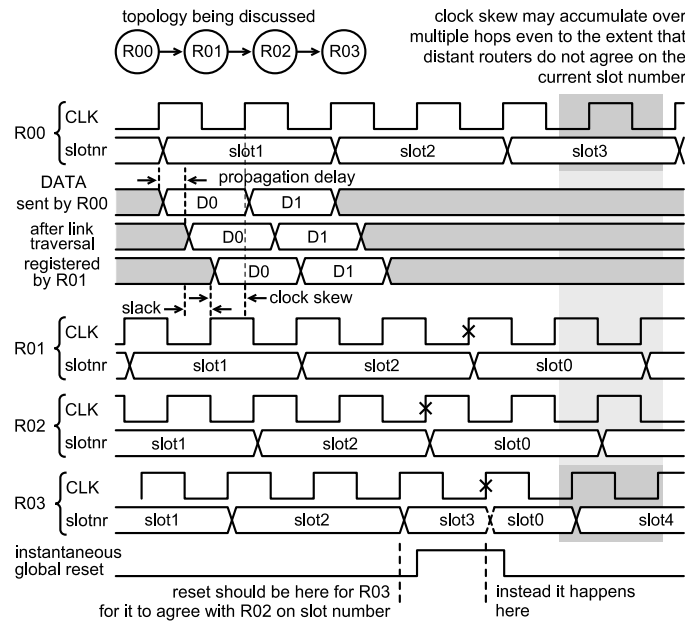 topology being discussed
R00
R01
R02
R03
clock skew may accumulate over
multiple hops even to the extent that
distant routers do not agree on the
current slot number
R00
CLK
slotnr
slot1
slot2
slot3
DATA
sent by R00
propagation delay
D0
D1
after link
traversal
D0
D1
registered
by R01
D0
D1
slack
clock skew
R01
CLK
slotnr
slot1
slot2
slot0
R02
CLK
slotnr
slot1
slot2
slot0
R03
CLK
slotnr
slot1
slot2
slot3
slot0
slot4
instantaneous
global reset
reset should be here for R03
for it to agree with R02 on slot number
instead it happens
here